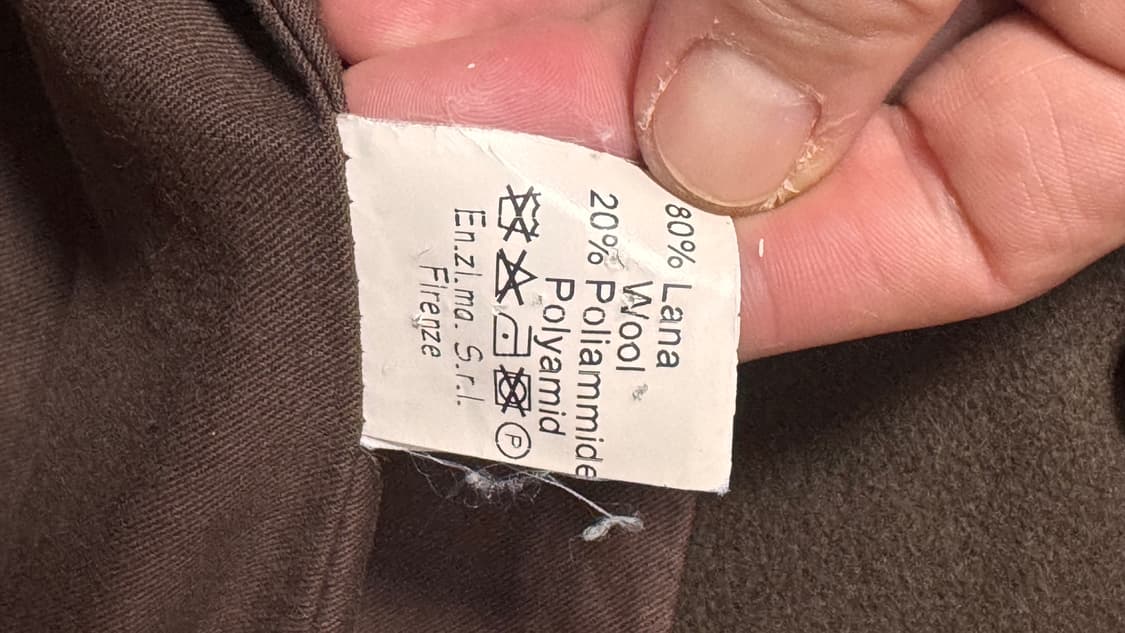 80% Lana
Wool
20% Poliammide
Polyamid
P
En.zi.ma. S.r.l.
Firenze